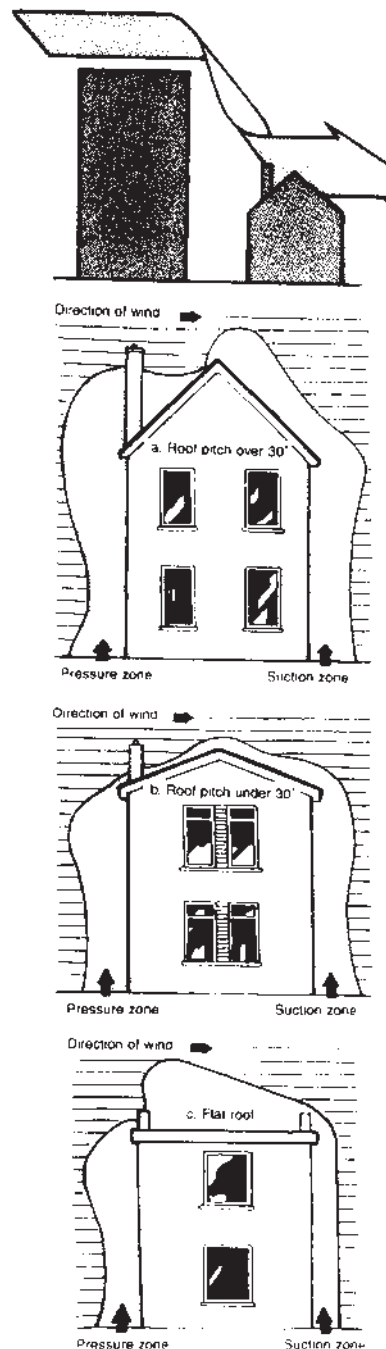 Direction of wind
a. Roof pitch over 30°
Pressure zone Suction zone
Direction of wind
b. Roof pitch under 30°
Pressure zone Suction zone
Direction of wind
c. Flat roof
Pressure zone Suction zone